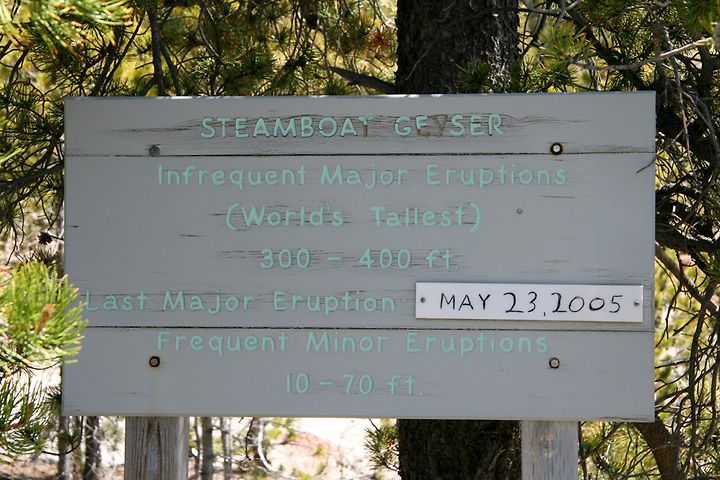 STEAMBOAT GEYSER
Infrequent Major Eruptions
(World's Tallest)
300 - 400 ft.
Last Major Eruption: MAY 23, 2005
Frequent Minor Eruptions
10 - 70 ft.